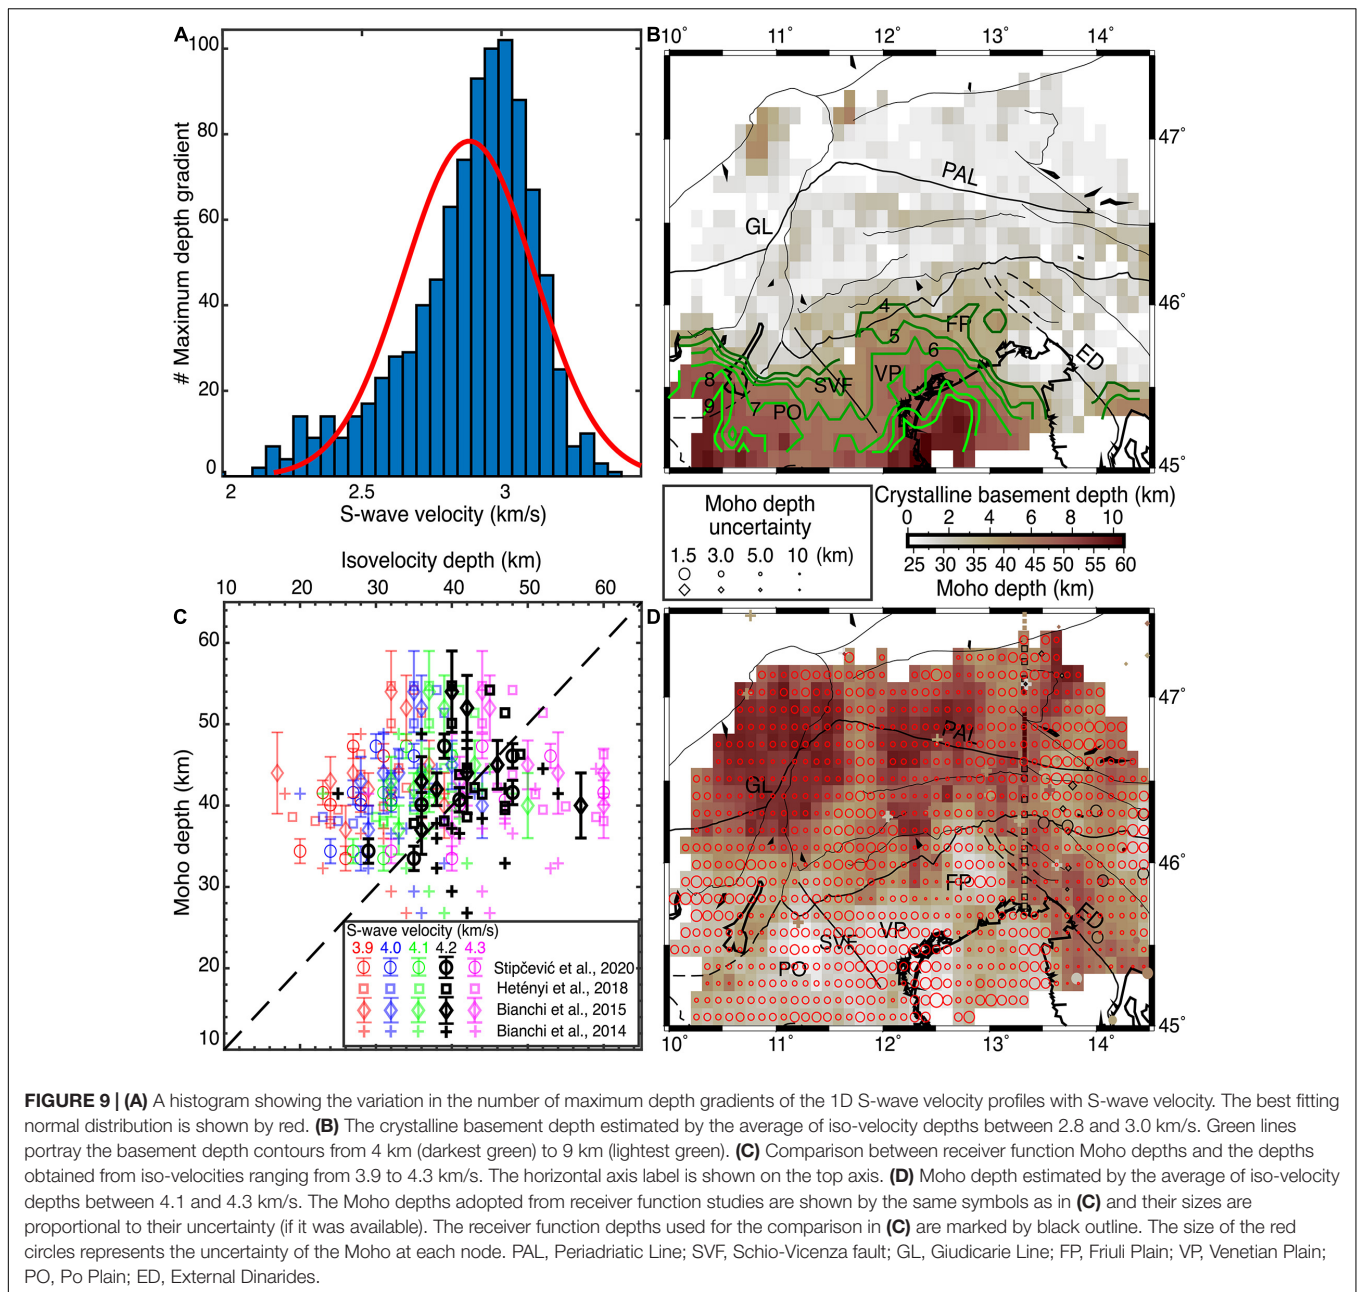 A
100
80
60
40
20
0
# Maximum depth gradient
2 2.5 3
S-wave velocity (km/s)
B
10° 11° 12° 13° 14°
47°
46°
45°
PAL
GL
4
FP
5
6
ED
8
SVF
VP
9
7
PO
Moho depth
uncertainty
1.5 3.0 5.0 10 (km)
Crystalline basement depth (km)
0 2 4 6 8 10
25 30 35 40 45 50 55 60
Moho depth (km)
Isovelocity depth (km)
10 20 30 40 50 60
C
60
50
40
30
20
10
Moho depth (km)
S-wave velocity (km/s)
3.9 4.0 4.1 4.2 4.3
Stipčević et al., 2020
Hetényi et al., 2018
Bianchi et al., 2015
Bianchi et al., 2014
D
47°
46°
45°
PAL
GL
FP
ED
SVF
VP
PO
10° 11° 12° 13° 14°
FIGURE 9 | (A) A histogram showing the variation in the number of maximum depth gradients of the 1D S-wave velocity profiles with S-wave velocity. The best fitting
normal distribution is shown by red. (B) The crystalline basement depth estimated by the average of iso-velocity depths between 2.8 and 3.0 km/s. Green lines
portray the basement depth contours from 4 km (darkest green) to 9 km (lightest green). (C) Comparison between receiver function Moho depths and the depths
obtained from iso-velocities ranging from 3.9 to 4.3 km/s. The horizontal axis label is shown on the top axis. (D) Moho depth estimated by the average of iso-velocity
depths between 4.1 and 4.3 km/s. The Moho depths adopted from receiver function studies are shown by the same symbols as in (C) and their sizes are
proportional to their uncertainty (if it was available). The receiver function depths used for the comparison in (C) are marked by black outline. The size of the red
circles represents the uncertainty of the Moho at each node. PAL, Periadriatic Line; SVF, Schio-Vicenza fault; GL, Giudicarie Line; FP, Friuli Plain; VP, Venetian Plain;
PO, Po Plain; ED, External Dinarides.